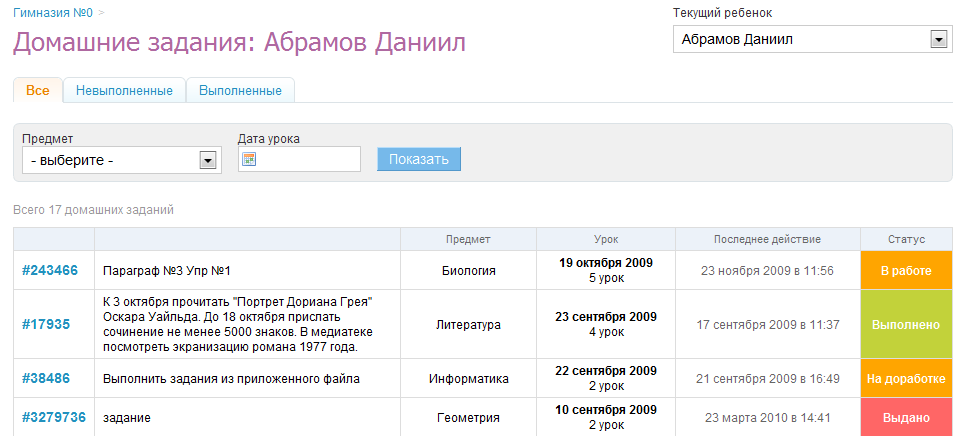 Гимназия №0 >
Текущий ребенок
Домашние задания: Абрамов Даниил
Абрамов Даниил
Все Невыполненные Выполненные
Предмет Дата урока
- выберите - Показать
Всего 17 домашних заданий
Предмет Урок Последнее действие Статус
#243466 Параграф №3 Упр №1 Биология 19 октября 2009 23 ноября 2009 в 11:56 В работе
5 урок
К 3 октября прочитать "Портрет Дориана Грея"
Оскара Уайльда. До 18 октября прислать
сочинение не менее 5000 знаков. В медиатеке
посмотреть экранизацию романа 1977 года.
#17935 Литература 23 сентября 2009 17 сентября 2009 в 11:37 Выполнено
4 урок
#38486 Выполнить задания из приложенного файла Информатика 22 сентября 2009 21 сентября 2009 в 16:49 На доработке
2 урок
#3279736 задание Геометрия 10 сентября 2009 23 марта 2010 в 14:41 Выдано
2 урок